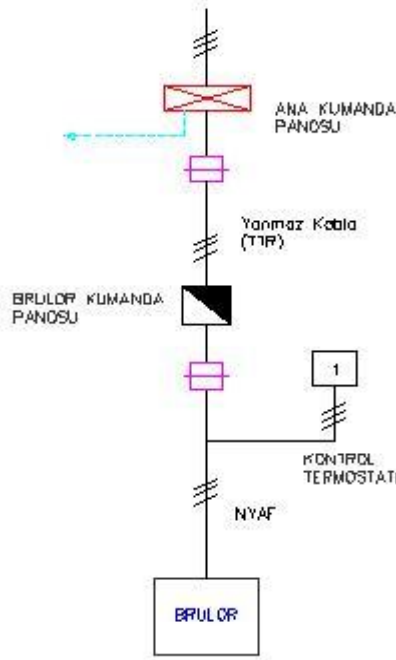 ANA KUMANDA
PANOSU
Yanmaz Kablo
(TTR)
BRULOR KUMANDA
PANOSU
1
KONTROL
TERMOSTATI
NYAF
BRULOR